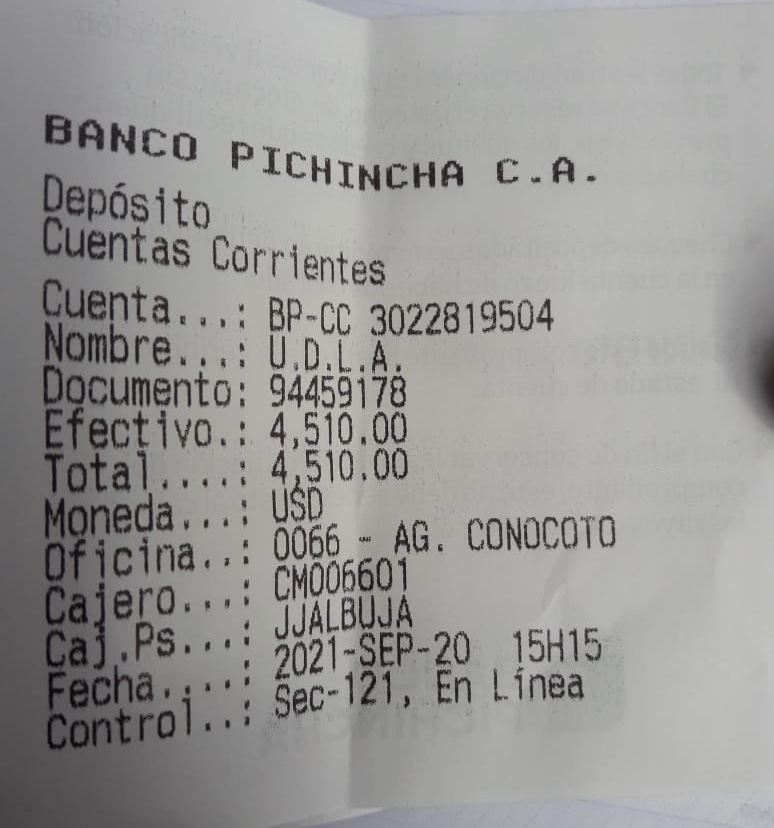 BANCO PICHINCHA C.A.
Depósito
Cuentas Corrientes
Cuenta...: BP-CC 3022819504
Nombre...: U.D.L.A.
Documento: 94459178
Efectivo.: 4,510.00
Total....: 4,510.00
Moneda...: USD
Oficina..: 0066 - AG. CONOCOTO
Cajero...: CM006601
Caj.Ps...: JJALBUJA
Fecha....: 2021-SEP-20 15H15
Control..: Sec-121, En Línea